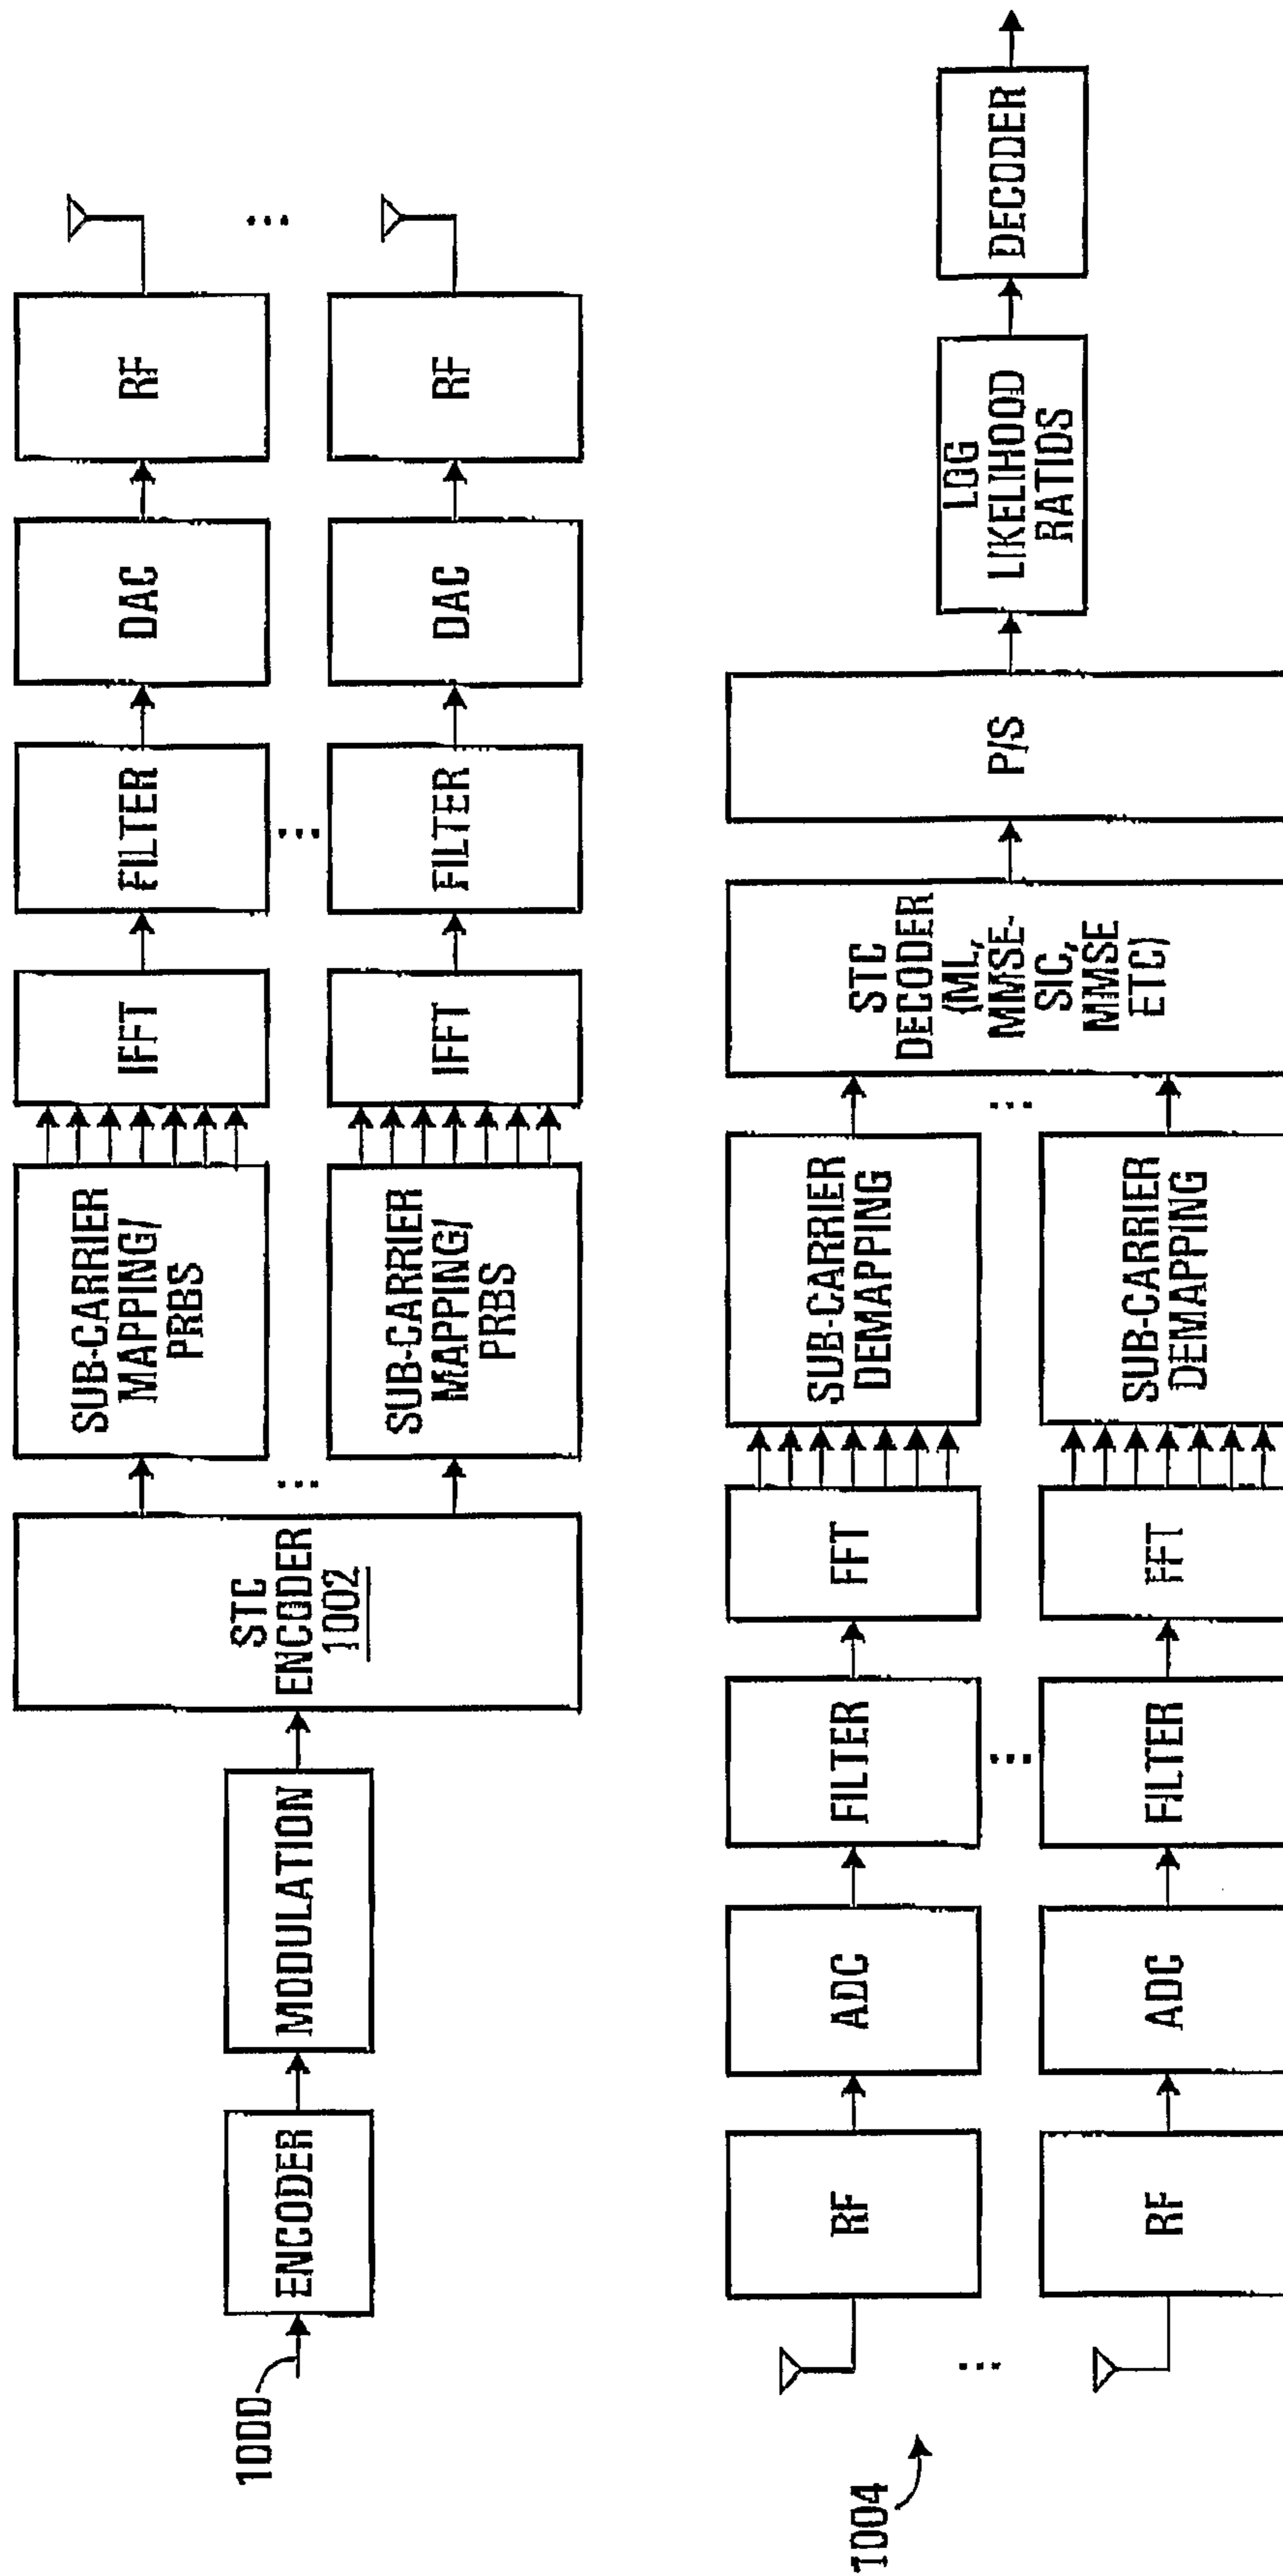 1000
ENCODER
MODULATION
STC
ENCODER
1002
...
SUB-CARRIER
MAPPING/
PRBS
SUB-CARRIER
MAPPING/
PRBS
IFFT
IFFT
FILTER
...
FILTER
DAC
DAC
RF
RF
...
1004
...
RF
RF
ADC
ADC
FILTER
...
FILTER
FFT
FFT
SUB-CARRIER
DEMAPPING
SUB-CARRIER
DEMAPPING
...
STC
DECODER
(ML,
MMSE-
SIC,
MMSE
ETC)
P/S
LOG
LIKELIHOOD
RATIOS
DECODER